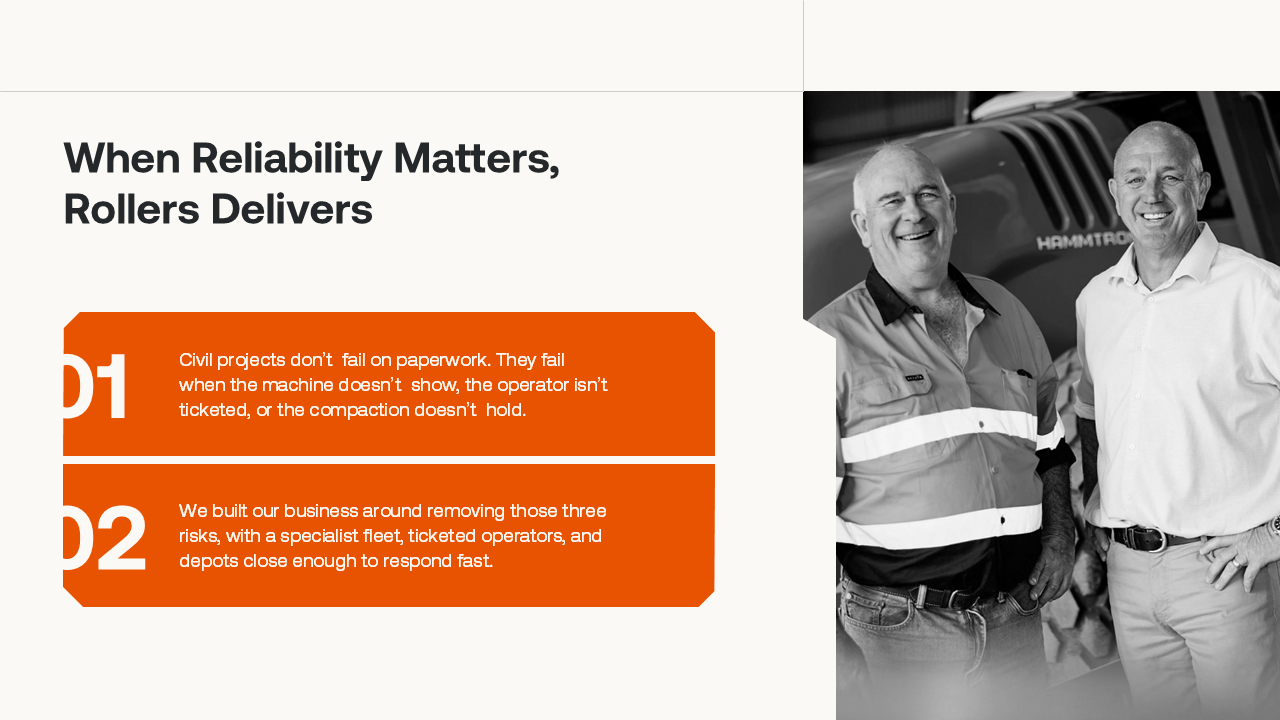 When Reliability Matters,
Rollers Delivers
HAMMTRON
01
Civil projects don’t fail on paperwork. They fail
when the machine doesn’t show, the operator isn’t
ticketed, or the compaction doesn’t hold.
02
We built our business around removing those three
risks, with a specialist fleet, ticketed operators, and
depots close enough to respond fast.